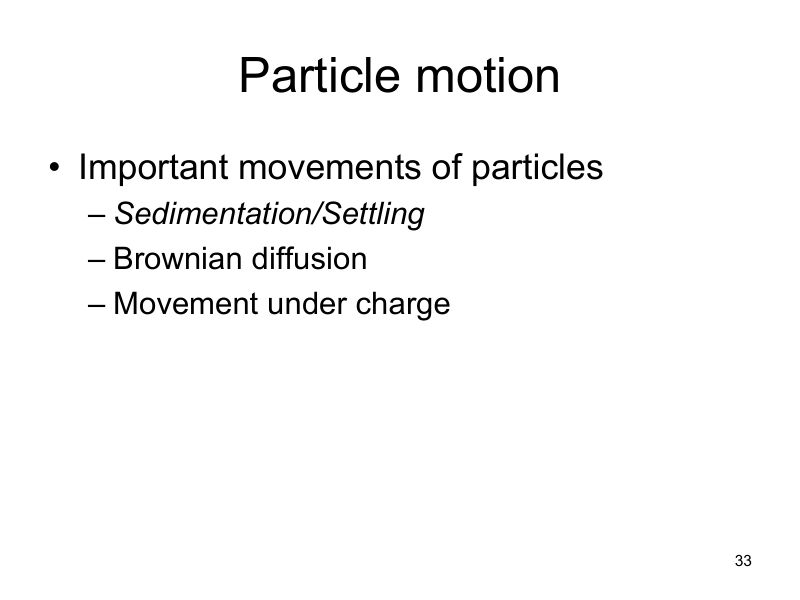 Particle motion
• Important movements of particles
– Sedimentation/Settling
– Brownian diffusion
– Movement under charge
33